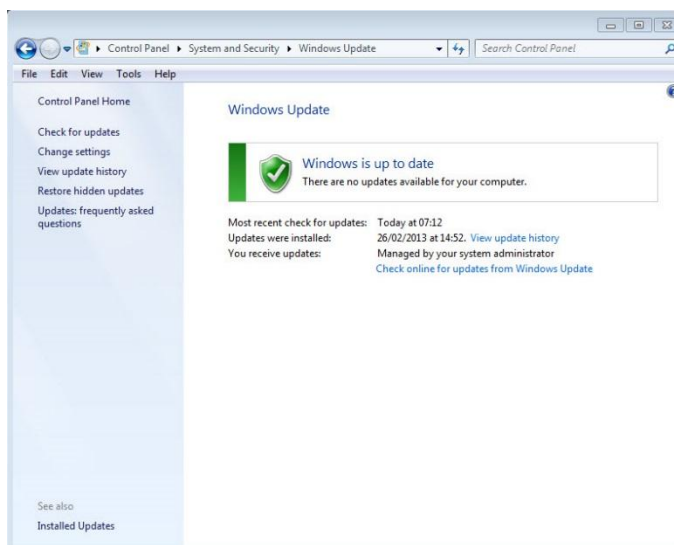 Control Panel ▸ System and Security ▸ Windows Update
Search Control Panel
File Edit View Tools Help
Control Panel Home
Check for updates
Change settings
View update history
Restore hidden updates
Updates: frequently asked
questions
See also
Installed Updates
Windows Update
Windows is up to date
There are no updates available for your computer.
Most recent check for updates: Today at 07:12
Updates were installed: 26/02/2013 at 14:52. View update history
You receive updates: Managed by your system administrator
Check online for updates from Windows Update